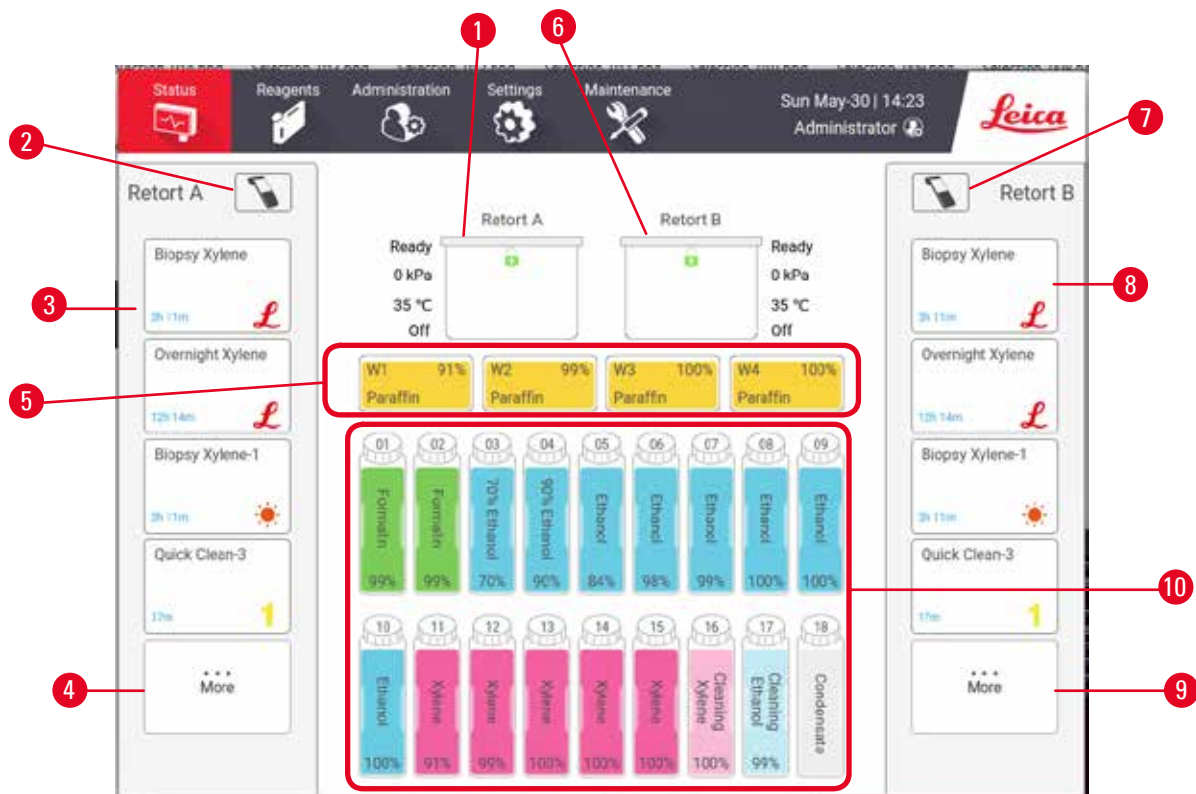 1
6
Status
Reagents
Administration
Settings
Maintenance
Sun May-30 | 14:23
Administrator
Leica
2
7
Retort A
Retort B
Retort A
Retort B
Ready
0 kPa
35 °C
Off
Ready
0 kPa
35 °C
Off
3
Biopsy Xylene
3h 11m
Overnight Xylene
12h 14m
Biopsy Xylene-1
3h 11m
Quick Clean-3
17m
1
4
... More
8
Biopsy Xylene
3h 11m
Overnight Xylene
12h 14m
Biopsy Xylene-1
3h 11m
Quick Clean-3
17m
1
9
... More
5
W1 91%
Paraffin
W2 99%
Paraffin
W3 100%
Paraffin
W4 100%
Paraffin
10
01
Formalin
99%
02
Formalin
99%
03
70% Ethanol
70%
04
90% Ethanol
90%
05
Ethanol
84%
06
Ethanol
98%
07
Ethanol
99%
08
Ethanol
100%
09
Ethanol
100%
10
Ethanol
100%
11
Xylene
91%
12
Xylene
99%
13
Xylene
100%
14
Xylene
100%
15
Xylene
100%
16
Cleaning
Xylene
100%
17
Cleaning
Ethanol
99%
18
Condensate